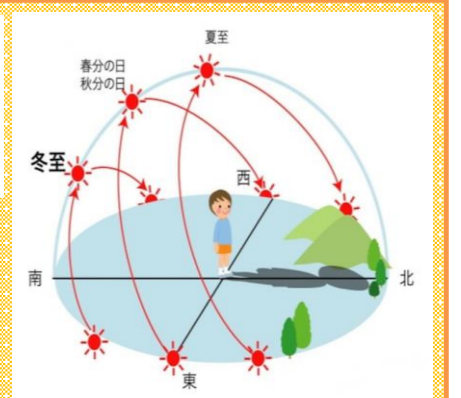 夏至
春分の日
秋分の日
冬至
西
南
北
東